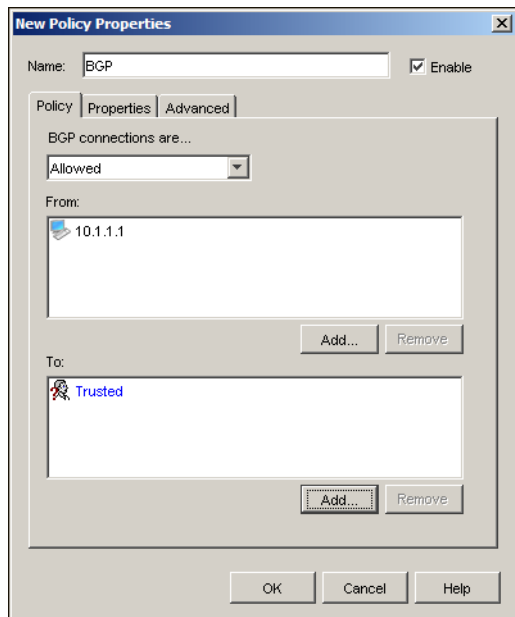 New Policy Properties
Name: BGP Enable
Policy Properties Advanced
BGP connections are...
Allowed
From:
10.1.1.1
Add... Remove
To:
Trusted
Add... Remove
OK Cancel Help